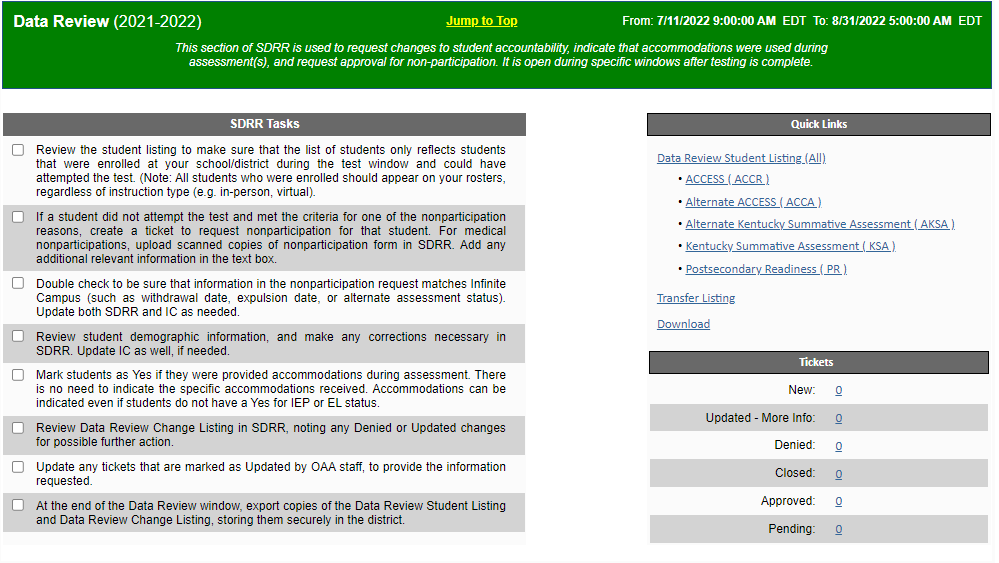 Data Review (2021-2022)
Jump to Top
From: 7/11/2022 9:00:00 AM EDT To: 8/31/2022 5:00:00 AM EDT
This section of SDRR is used to request changes to student accountability, indicate that accommodations were used during
assessment(s), and request approval for non-participation. It is open during specific windows after testing is complete.
SDRR Tasks
Review the student listing to make sure that the list of students only reflects students
that were enrolled at your school/district during the test window and could have
attempted the test. (Note: All students who were enrolled should appear on your rosters,
regardless of instruction type (e.g. in-person, virtual).
If a student did not attempt the test and met the criteria for one of the nonparticipation
reasons, create a ticket to request nonparticipation for that student. For medical
nonparticipations, upload scanned copies of nonparticipation form in SDRR. Add any
additional relevant information in the text box.
Double check to be sure that information in the nonparticipation request matches Infinite
Campus (such as withdrawal date, expulsion date, or alternate assessment status).
Update both SDRR and IC as needed.
Review student demographic information, and make any corrections necessary in
SDRR. Update IC as well, if needed.
Mark students as Yes if they were provided accommodations during assessment. There
is no need to indicate the specific accommodations received. Accommodations can be
indicated even if students do not have a Yes for IEP or EL status.
Review Data Review Change Listing in SDRR, noting any Denied or Updated changes
for possible further action.
Update any tickets that are marked as Updated by OAA staff, to provide the information
requested.
At the end of the Data Review window, export copies of the Data Review Student Listing
and Data Review Change Listing, storing them securely in the district.
Quick Links
Data Review Student Listing (All)
• ACCESS ( ACCR )
• Alternate ACCESS ( ACCA )
• Alternate Kentucky Summative Assessment ( AKSA )
• Kentucky Summative Assessment ( KSA )
• Postsecondary Readiness ( PR )
Transfer Listing
Download
Tickets
New: 0
Updated - More Info: 0
Denied: 0
Closed: 0
Approved: 0
Pending: 0